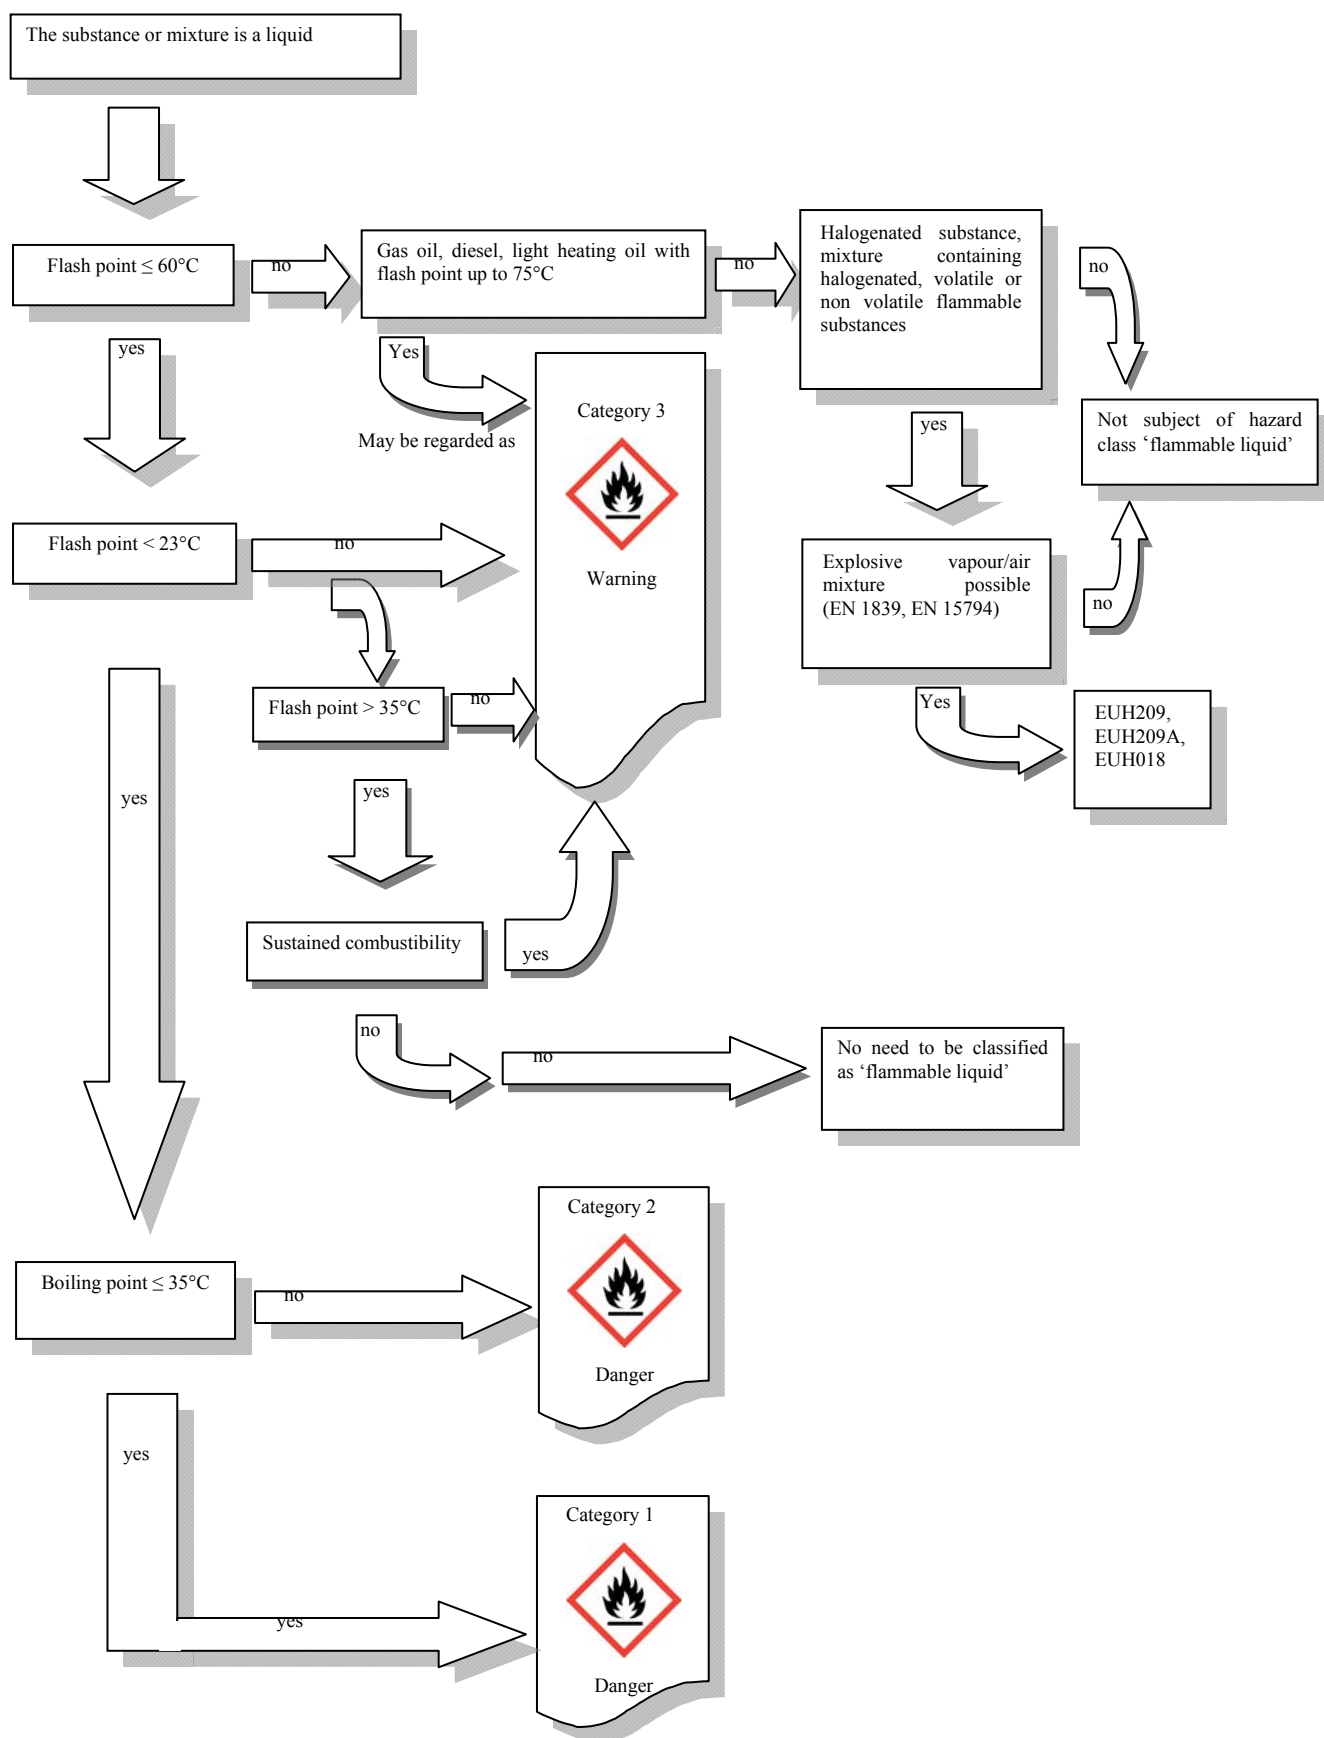 The substance or mixture is a liquid
Flash point ≤ 60°C
no
Gas oil, diesel, light heating oil with
flash point up to 75°C
no
Halogenated substance,
mixture containing
halogenated, volatile or
non volatile flammable
substances
no
yes
Yes
May be regarded as
Category 3
Warning
yes
Not subject of hazard
class ‘flammable liquid’
Flash point < 23°C
no
Explosive vapour/air
mixture possible
(EN 1839, EN 15794)
no
Flash point > 35°C
no
Yes
EUH209,
EUH209A,
EUH018
yes
yes
Sustained combustibility
yes
no
no
No need to be classified
as ‘flammable liquid’
Boiling point ≤ 35°C
no
Category 2
Danger
yes
yes
Category 1
Danger